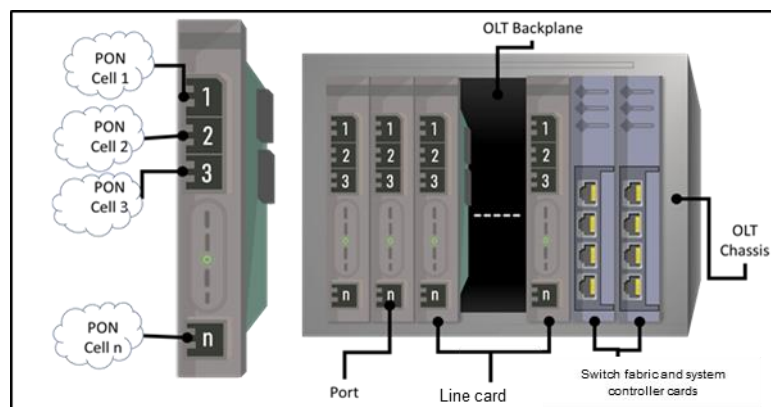 PON
Cell 1
PON
Cell 2
PON
Cell 3
PON
Cell n
1
2
3
n
OLT Backplane
1
2
3
n
1
2
3
n
1
2
3
n
1
2
3
n
OLT
Chassis
Port
Line card
Switch fabric and system
controller cards